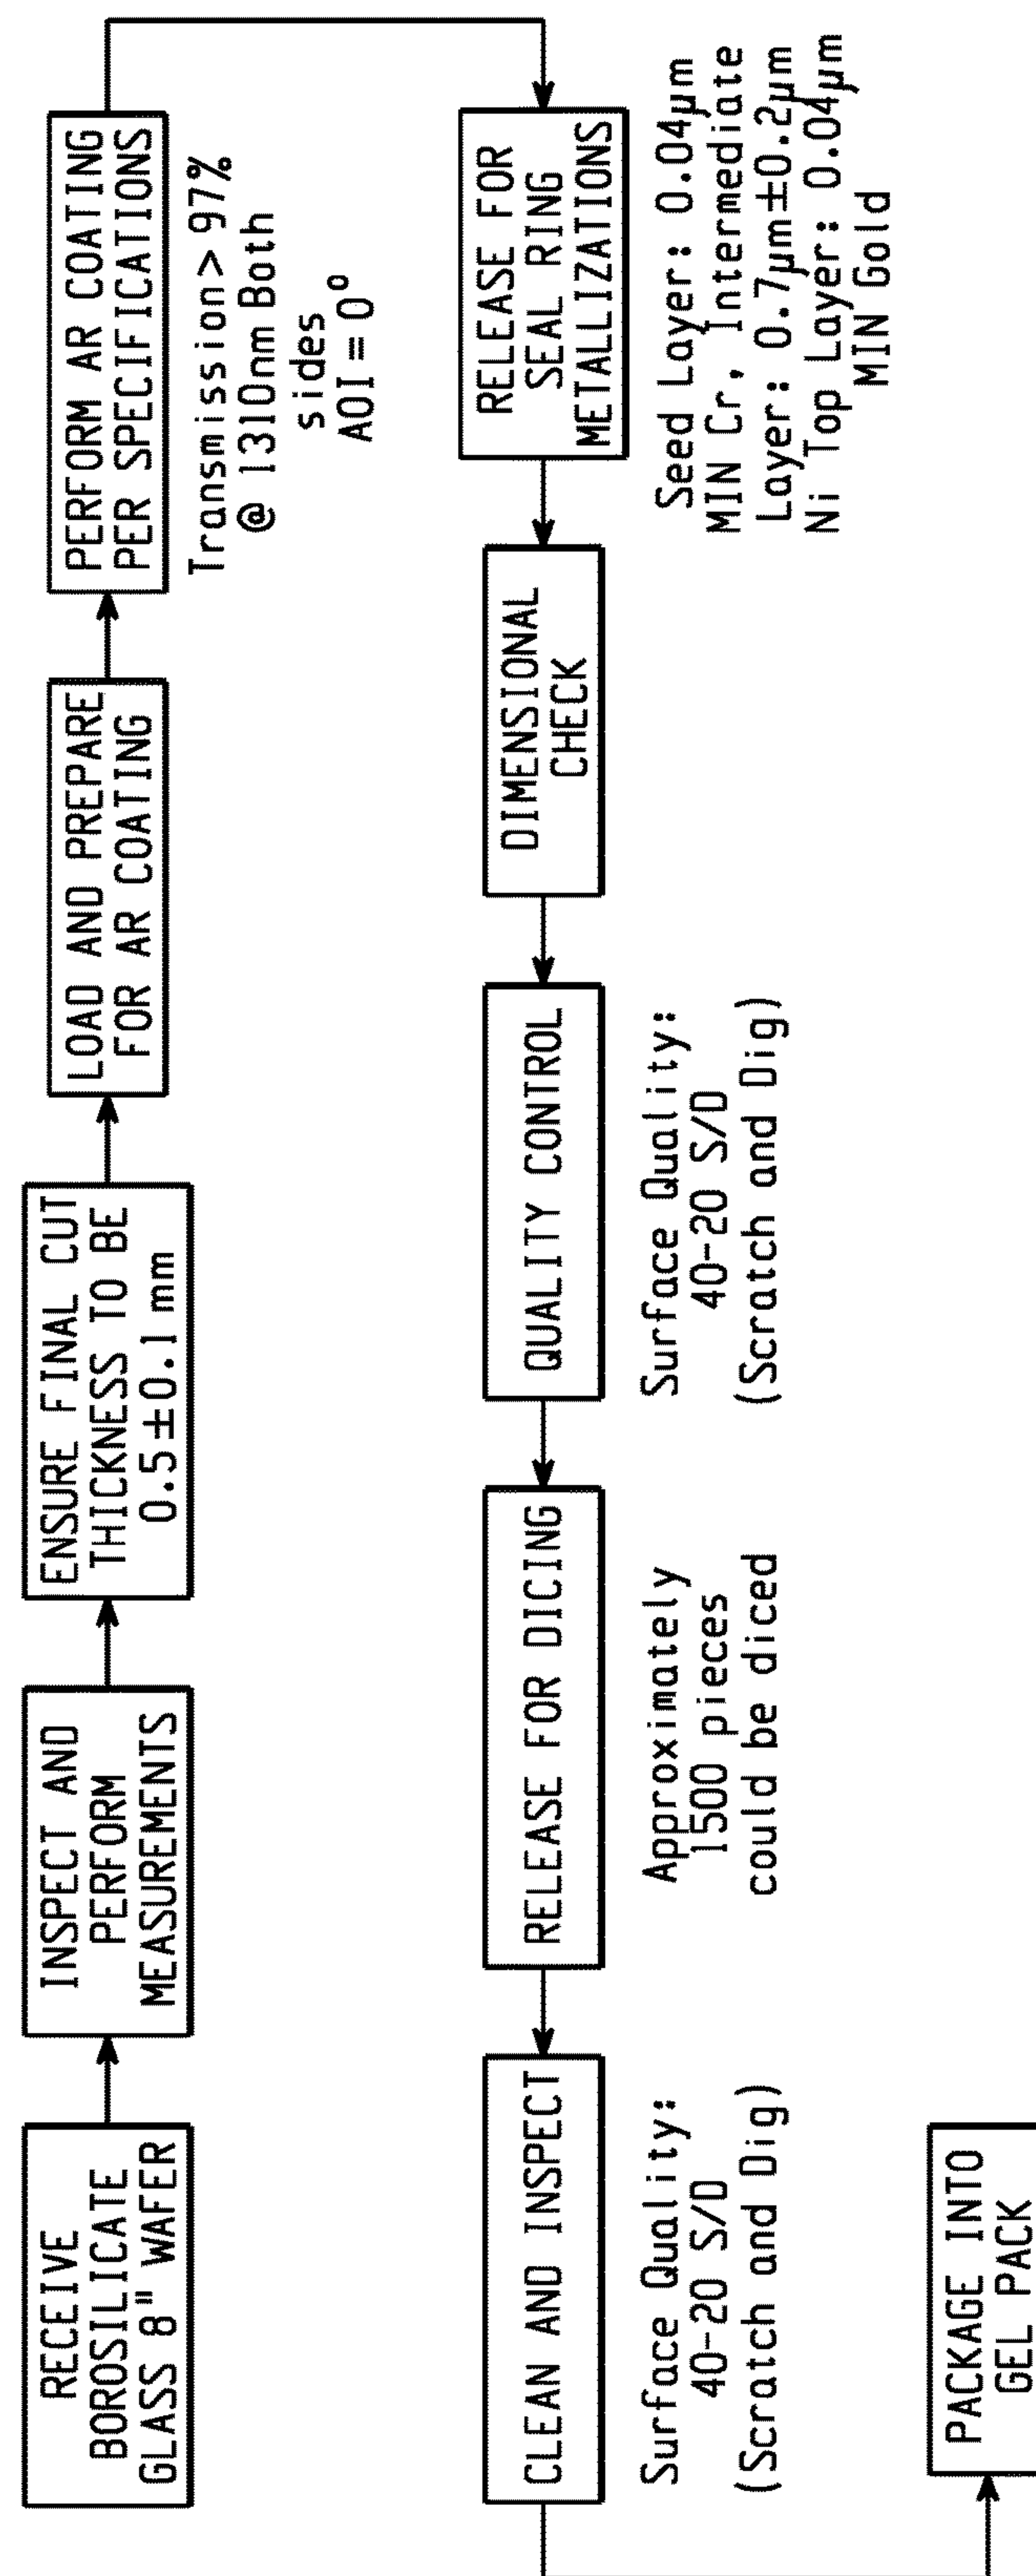 RECEIVE
BOROSILICATE
GLASS 8" WAFER
INSPECT AND
PERFORM
MEASUREMENTS
ENSURE FINAL CUT
THICKNESS TO BE
0.5±0.1 mm
LOAD AND PREPARE
FOR AR COATING
PERFORM AR COATING
PER SPECIFICATIONS
Transmission> 97%
@ 1310nm Both
sides
AOI = 0°
RELEASE FOR
SEAL RING
METALLIZATIONS
Seed Layer: 0.04µm
MIN Cr, Intermediate
Layer: 0.7µm±0.2µm
Ni Top Layer: 0.04µm
MIN Gold
DIMENSIONAL
CHECK
QUALITY CONTROL
Surface Quality:
40-20 S/D
(Scratch and Dig)
RELEASE FOR DICING
Approximately
1500 pieces
could be diced
CLEAN AND INSPECT
Surface Quality:
40-20 S/D
(Scratch and Dig)
PACKAGE INTO
GEL PACK